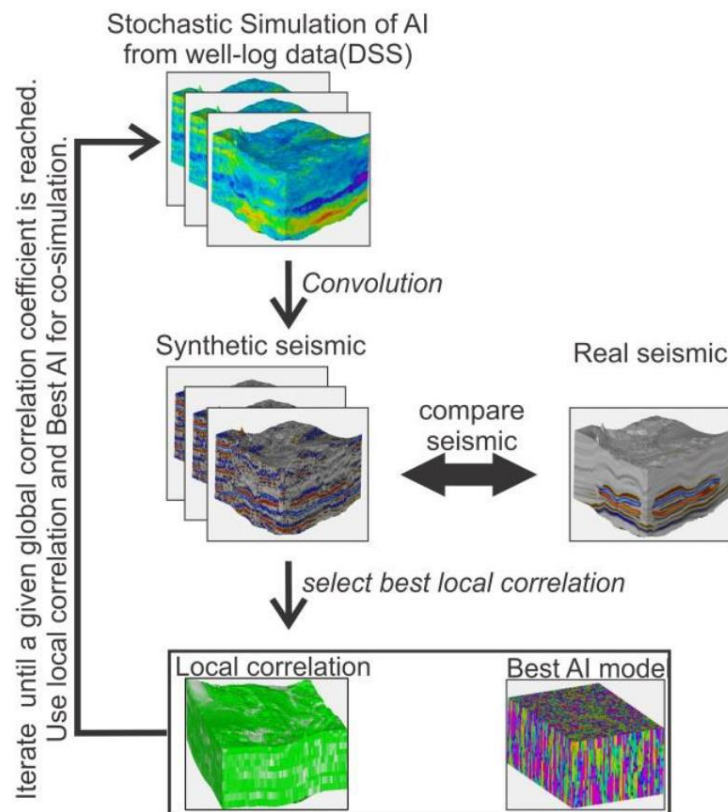 Stochastic Simulation of AI
from well-log data(DSS)
Convolution
Synthetic seismic
Real seismic
compare
seismic
select best local correlation
Local correlation
Best AI model
Iterate until a given global correlation coefficient is reached.
Use local correlation and Best AI for co-simulation.